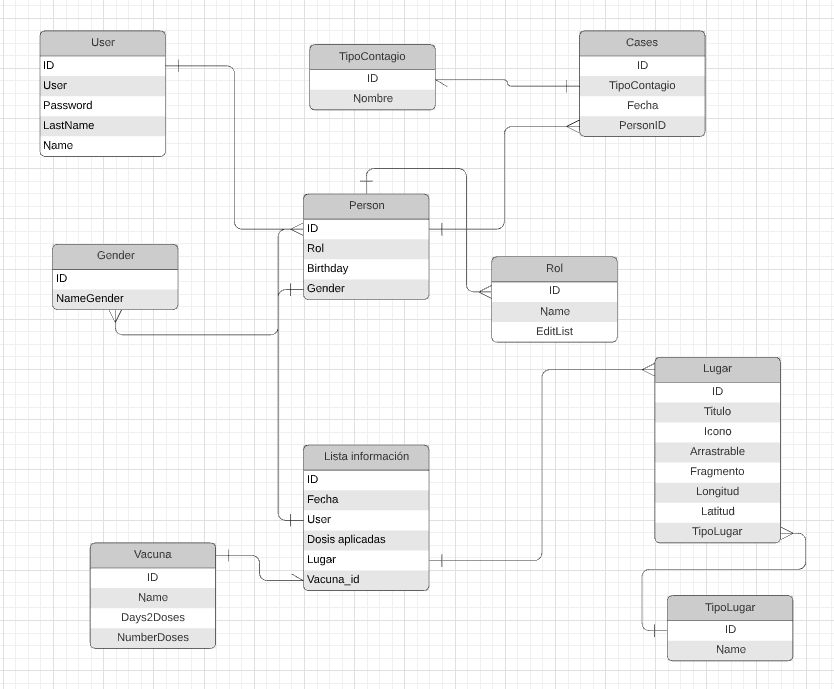 User
ID
User
Password
LastName
Name
TipoContagio
ID
Nombre
Cases
ID
TipoContagio
Fecha
PersonID
Person
ID
Rol
Birthday
Gender
Gender
ID
NameGender
Rol
ID
Name
EditList
Lugar
ID
Titulo
Icono
Arrastrable
Fragmento
Longitud
Latitud
TipoLugar
Lista información
ID
Fecha
User
Dosis aplicadas
Lugar
Vacuna_id
Vacuna
ID
Name
Days2Doses
NumberDoses
TipoLugar
ID
Name